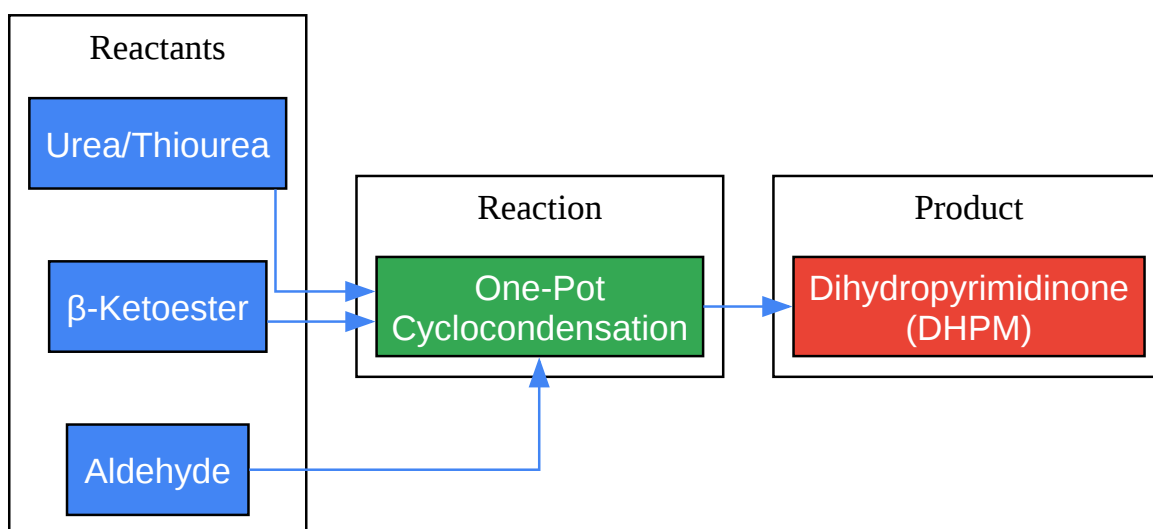 Reactants
Urea/Thiourea
β-Ketoester
Aldehyde
Reaction
One-Pot
Cyclocondensation
Product
Dihydropyrimidinone
(DHPM)